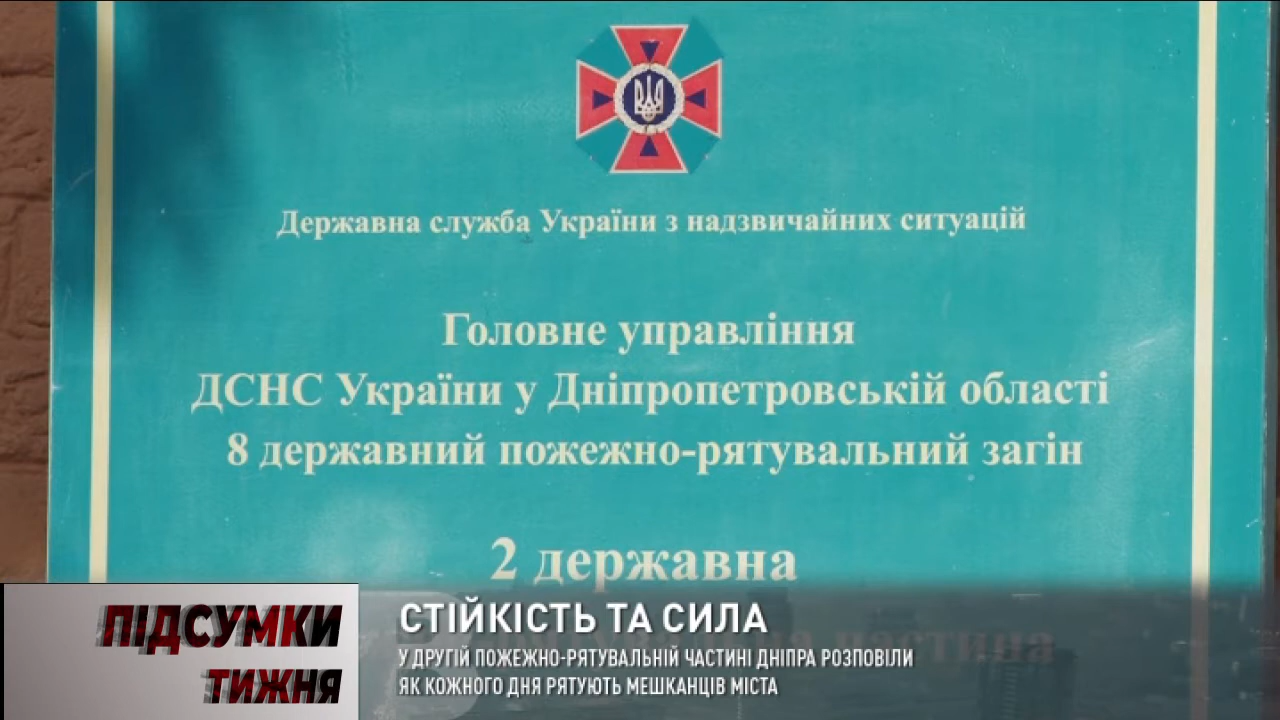 Державна служба України з надзвичайних ситуацій
Головне управління
ДСНС України у Дніпропетровській області
8 державний пожежно-рятувальний загін
2 державна
частина
ПІДСУМКИ
ТИЖНЯ
СТІЙКІСТЬ ТА СИЛА
У ДРУГІЙ ПОЖЕЖНО-РЯТУВАЛЬНІЙ ЧАСТИНІ ДНІПРА РОЗПОВІЛИ
ЯК КОЖНОГО ДНЯ РЯТУЮТЬ МЕШКАНЦІВ МІСТА